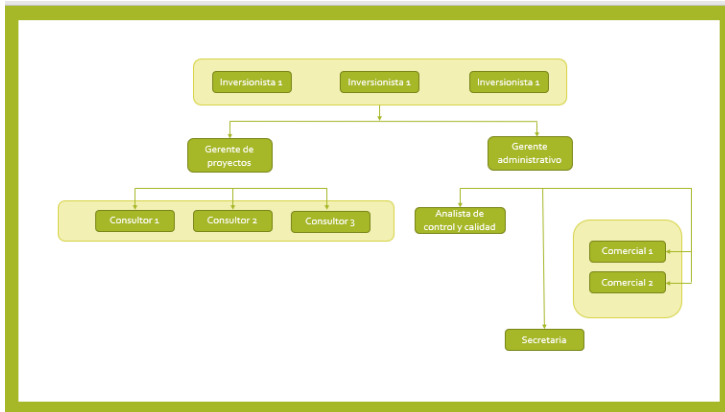 Inversionista 1
Inversionista 1
Inversionista 1
Gerente de
proyectos
Gerente
administrativo
Consultor 1
Consultor 2
Consultor 3
Analista de
control y calidad
Comercial 1
Comercial 2
Secretaria